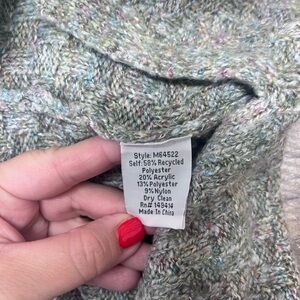 Style: M64522
Self: 58% Recycled
Polyester
20% Acrylic
13% Polyester
9% Nylon
Dry Clean
Rn# 149414
Made In China